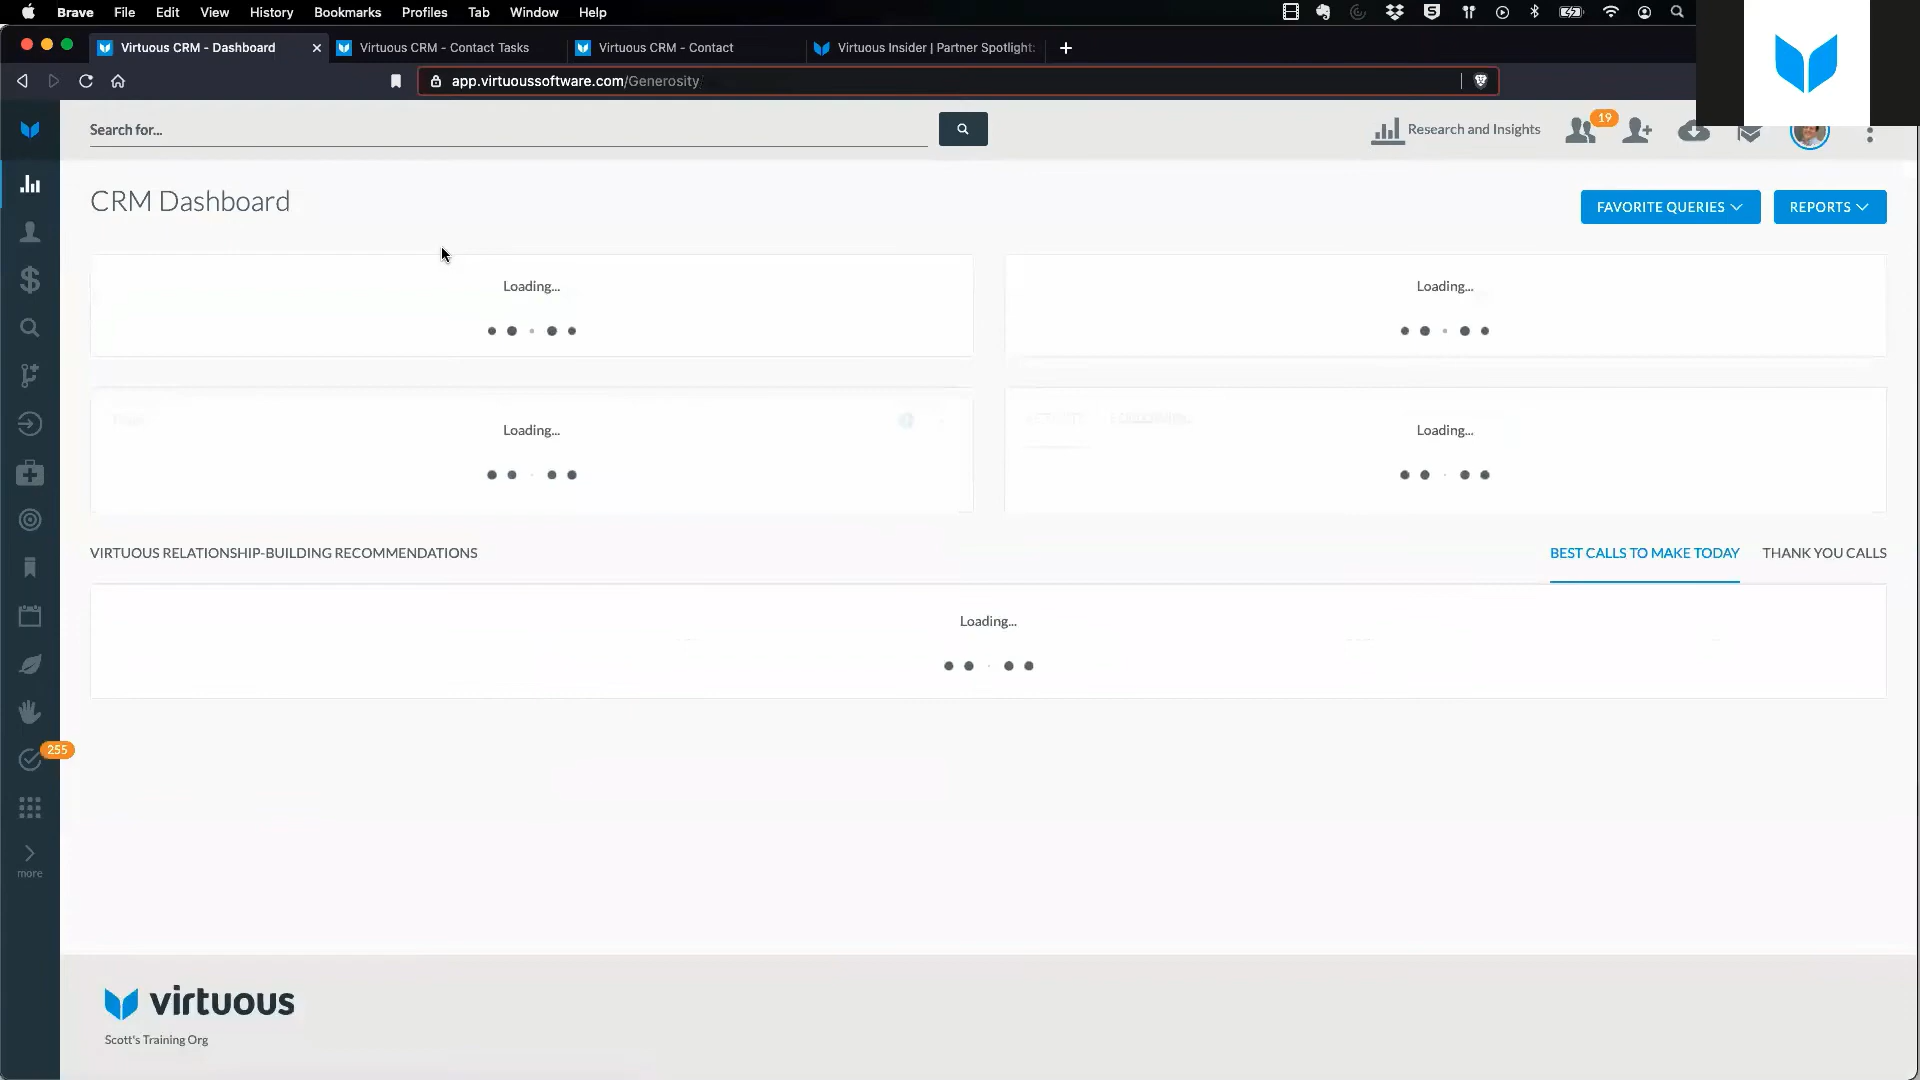 Brave File Edit View History Bookmarks Profiles Tab Window Help
Virtuous CRM - Dashboard
Virtuous CRM - Contact Tasks
Virtuous CRM - Contact
Virtuous Insider | Partner Spotlight:
app.virtuoussoftware.com/Generosity
Search for...
Research and Insights
19
CRM Dashboard
FAVORITE QUERIES
REPORTS
Loading...
Loading...
Loading...
Loading...
VIRTUOUS RELATIONSHIP-BUILDING RECOMMENDATIONS
BEST CALLS TO MAKE TODAY
THANK YOU CALLS
Loading...
255
more
virtuous
Scott's Training Org